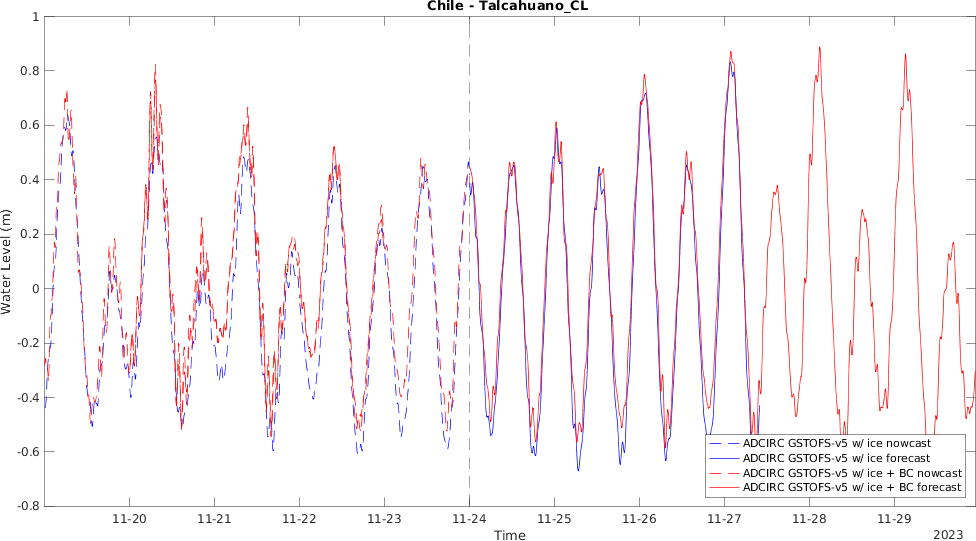 Chile - Talcahuano_CL
1
0.8
0.6
0.4
0.2
0
-0.2
-0.4
-0.6
-0.8
Water Level (m)
ADCIRC GSTOFS-v5 w/ ice nowcast
ADCIRC GSTOFS-v5 w/ ice forecast
ADCIRC GSTOFS-v5 w/ ice + BC nowcast
ADCIRC GSTOFS-v5 w/ ice + BC forecast
11-20 11-21 11-22 11-23 11-24 11-25 11-26 11-27 11-28 11-29
Time
2023